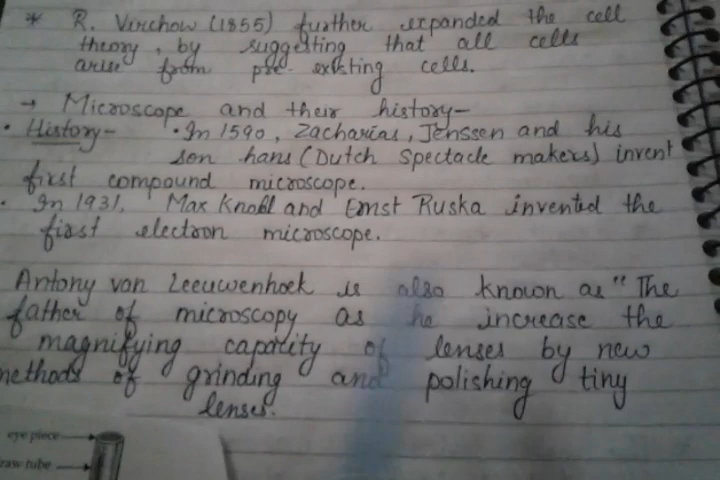 * R. Virchow (1855) further expanded the cell
theory, by suggesting that all cells
arise from pre-existing cells.
→ Microscope and their history-
• History- • In 1590, Zacharias, Jenssen and his
son hans (Dutch Spectacle makers) invent
first compound microscope.
• In 1931, Max Knoll and Ernst Ruska invented the
first electron microscope.
Antony van Leeuwenhoek is also known as "The
father of microscopy as he increase the
magnifying capatity of lenses by new
methods of grinding and polishing tiny
lenses.
eye piece
raw tube